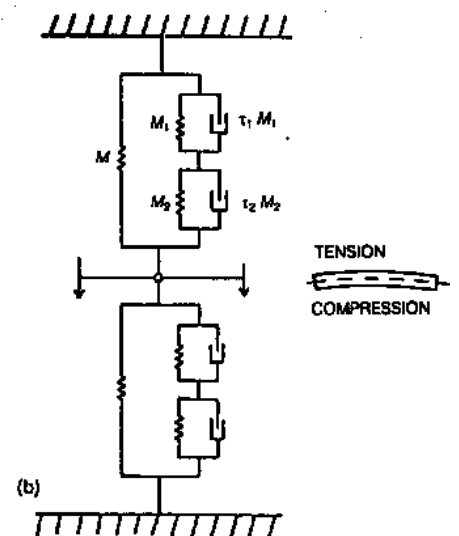 M₁ τ₁ M₁
M
M₂ τ₂ M₂
TENSION
COMPRESSION
(b)